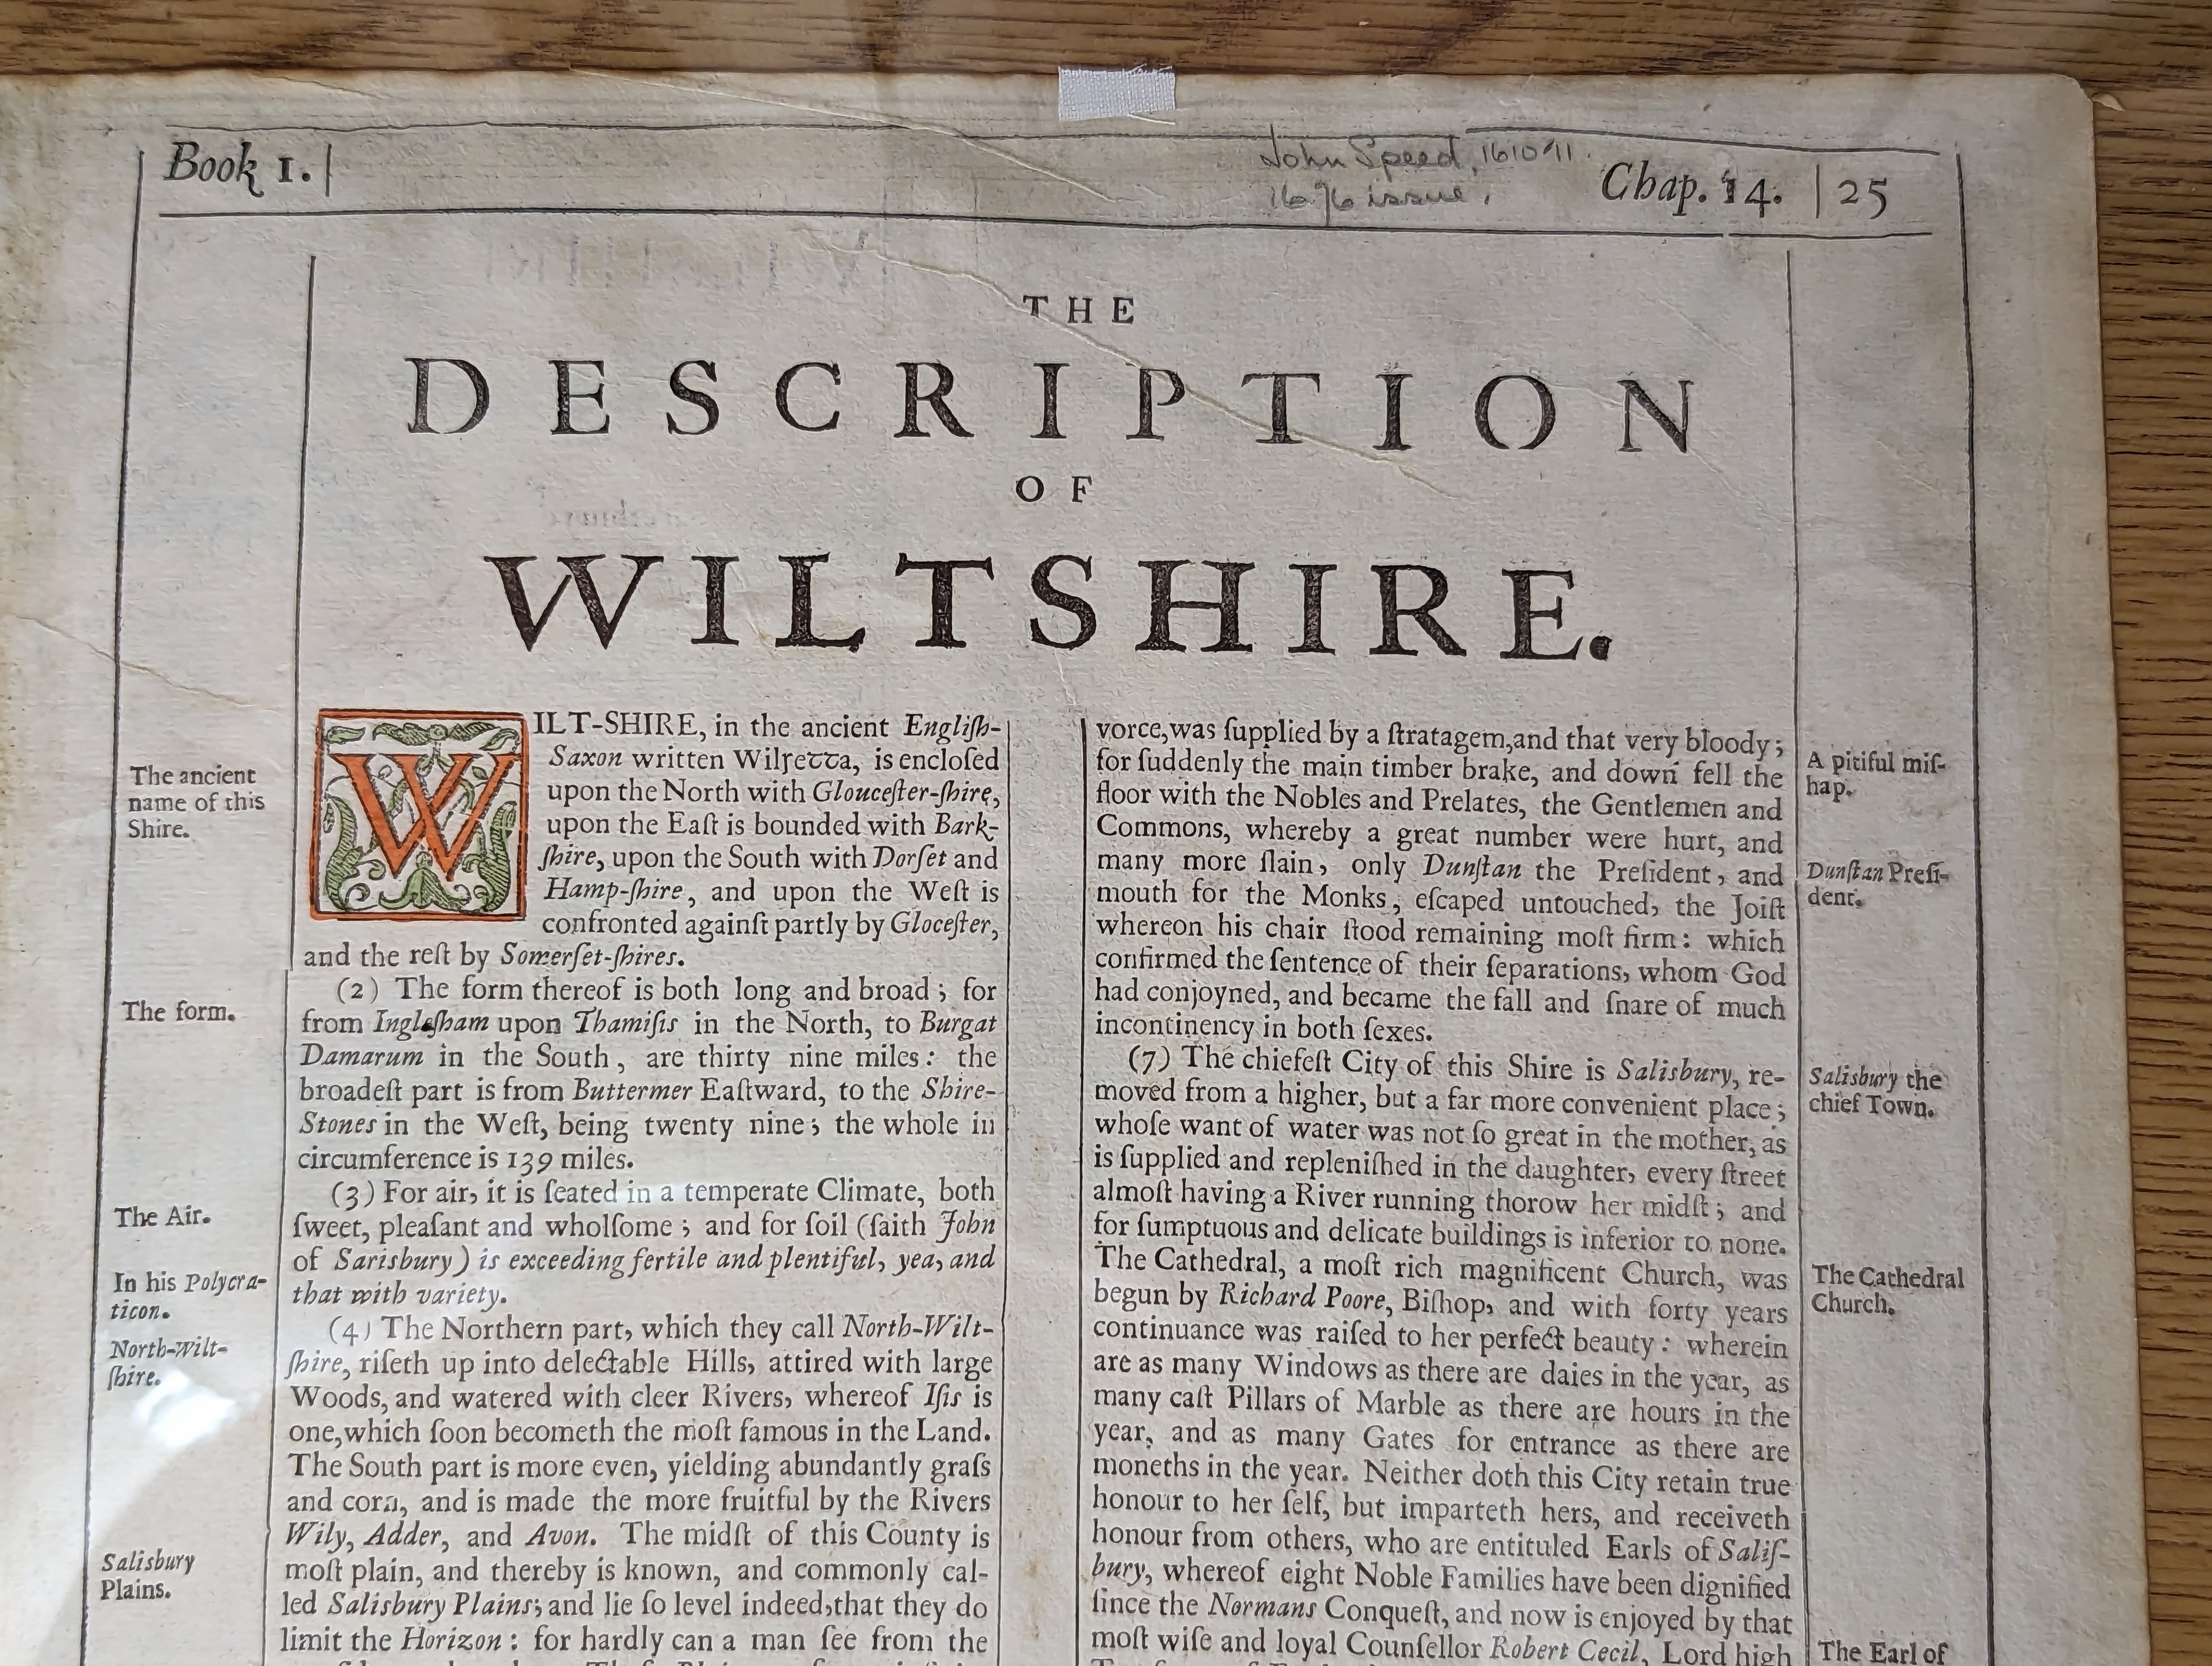 Book 1.
John Speed, 1610/11.
1676 issue.
Chap. 14. | 25
THE
DESCRIPTION
OF
WILTSHIRE.
The ancient
name of this
Shire.
The form.
The Air.
In his Polycra-
ticon.
North-Wilt-
ſhire.
Salisbury
Plains.
WILT-SHIRE, in the ancient Engliſh-
Saxon written Wilſetta, is encloſed
upon the North with Glouceſter-ſhire,
upon the Eaſt is bounded with Bark-
ſhire, upon the South with Dorſet and
Hamp-ſhire, and upon the Weſt is
confronted againſt partly by Gloceſter,
and the reſt by Somerſet-ſhires.
(2) The form thereof is both long and broad; for
from Ingleſham upon Thamiſis in the North, to Burgat
Damarum in the South, are thirty nine miles: the
broadeſt part is from Buttermer Eaſtward, to the Shire-
Stones in the Weſt, being twenty nine; the whole in
circumference is 139 miles.
(3) For air, it is ſeated in a temperate Climate, both
ſweet, pleaſant and wholſome; and for ſoil (ſaith John
of Sarisbury) is exceeding fertile and plentiful, yea, and
that with variety.
(4) The Northern part, which they call North-Wilt-
ſhire, riſeth up into delectable Hills, attired with large
Woods, and watered with cleer Rivers, whereof Iſis is
one, which ſoon becometh the moſt famous in the Land.
The South part is more even, yielding abundantly graſs
and corn, and is made the more fruitful by the Rivers
Wily, Adder, and Avon. The midſt of this County is
moſt plain, and thereby is known, and commonly cal-
led Salisbury Plains; and lie ſo level indeed, that they do
limit the Horizon: for hardly can a man ſee from the
vorce, was ſupplied by a ſtratagem, and that very bloody;
for ſuddenly the main timber brake, and down fell the
floor with the Nobles and Prelates, the Gentlemen and
Commons, whereby a great number were hurt, and
many more ſlain, only Dunſtan the Preſident, and
mouth for the Monks, eſcaped untouched, the Joiſt
whereon his chair ſtood remaining moſt firm: which
confirmed the ſentence of their ſeparations, whom God
had conjoyned, and became the fall and ſnare of much
incontinency in both ſexes.
(7) The chiefeſt City of this Shire is Salisbury, re-
moved from a higher, but a far more convenient place;
whoſe want of water was not ſo great in the mother, as
is ſupplied and repleniſhed in the daughter, every ſtreet
almoſt having a River running thorow her midſt; and
for ſumptuous and delicate buildings is inferior to none.
The Cathedral, a moſt rich magnificent Church, was
begun by Richard Poore, Biſhop, and with forty years
continuance was raiſed to her perfect beauty: wherein
are as many Windows as there are daies in the year, as
many caſt Pillars of Marble as there are hours in the
year, and as many Gates for entrance as there are
moneths in the year. Neither doth this City retain true
honour to her ſelf, but imparteth hers, and receiveth
honour from others, who are entituled Earls of Saliſ-
bury, whereof eight Noble Families have been dignified
ſince the Normans Conqueſt, and now is enjoyed by that
moſt wiſe and loyal Counſellor Robert Cecil, Lord high
A pitiful miſ-
hap.
Dunſtan Preſi-
dent.
Salisbury the
chief Town.
The Cathedral
Church.
The Earl of